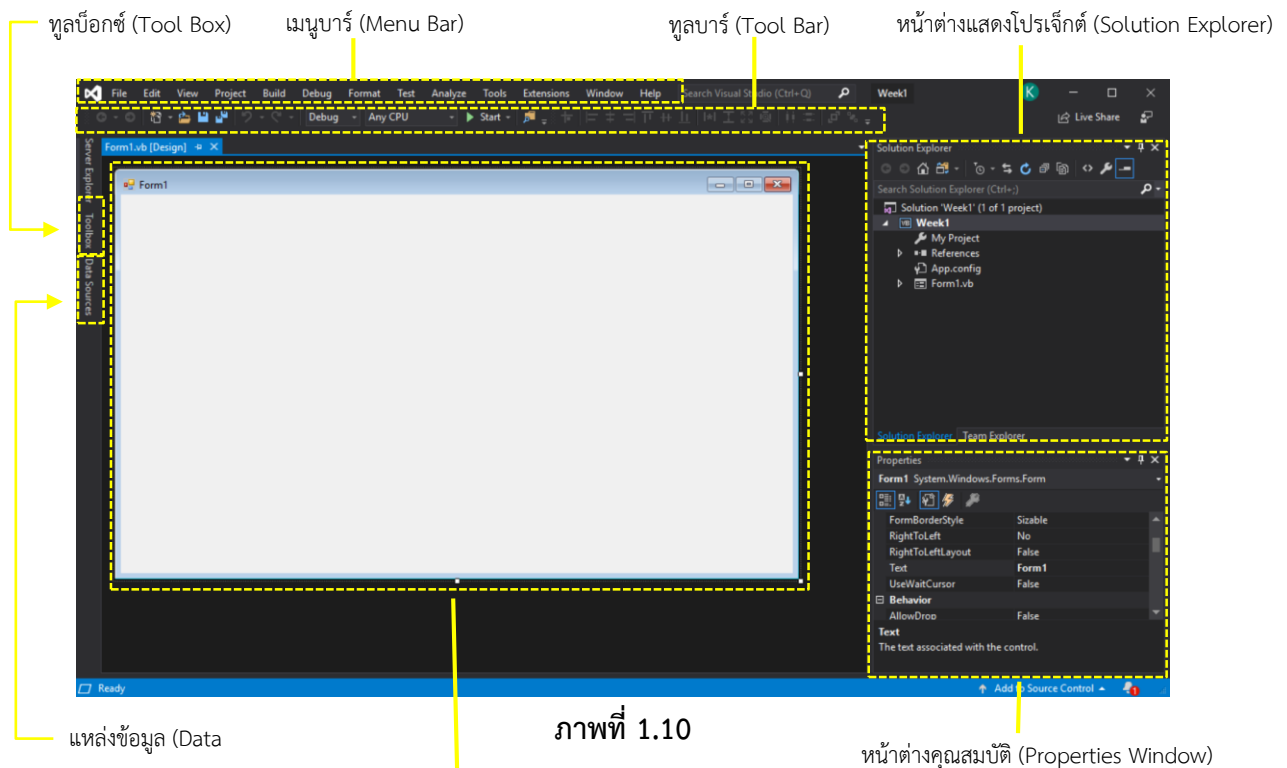 ทูลบ็อกซ์ (Tool Box)
เมนูบาร์ (Menu Bar)
ทูลบาร์ (Tool Bar)
หน้าต่างแสดงโปรเจ็กต์ (Solution Explorer)
File Edit View Project Build Debug Format Test Analyze Tools Extensions Window Help Search Visual Studio (Ctrl+Q) Week1 K
Debug Any CPU Start Live Share
Server Explorer
Toolbox
Data Sources
Form1.vb [Design]
Form1
Solution Explorer
Search Solution Explorer (Ctrl+;)
Solution 'Week1' (1 of 1 project)
VB Week1
My Project
References
App.config
Form1.vb
Solution Explorer Team Explorer
Properties
Form1 System.Windows.Forms.Form
FormBorderStyle Sizable
RightToLeft No
RightToLeftLayout False
Text Form1
UseWaitCursor False
Behavior
AllowDrop False
Text
The text associated with the control.
Ready
Add to Source Control 1
แหล่งข้อมูล (Data
ภาพที่ 1.10
หน้าต่างคุณสมบัติ (Properties Window)